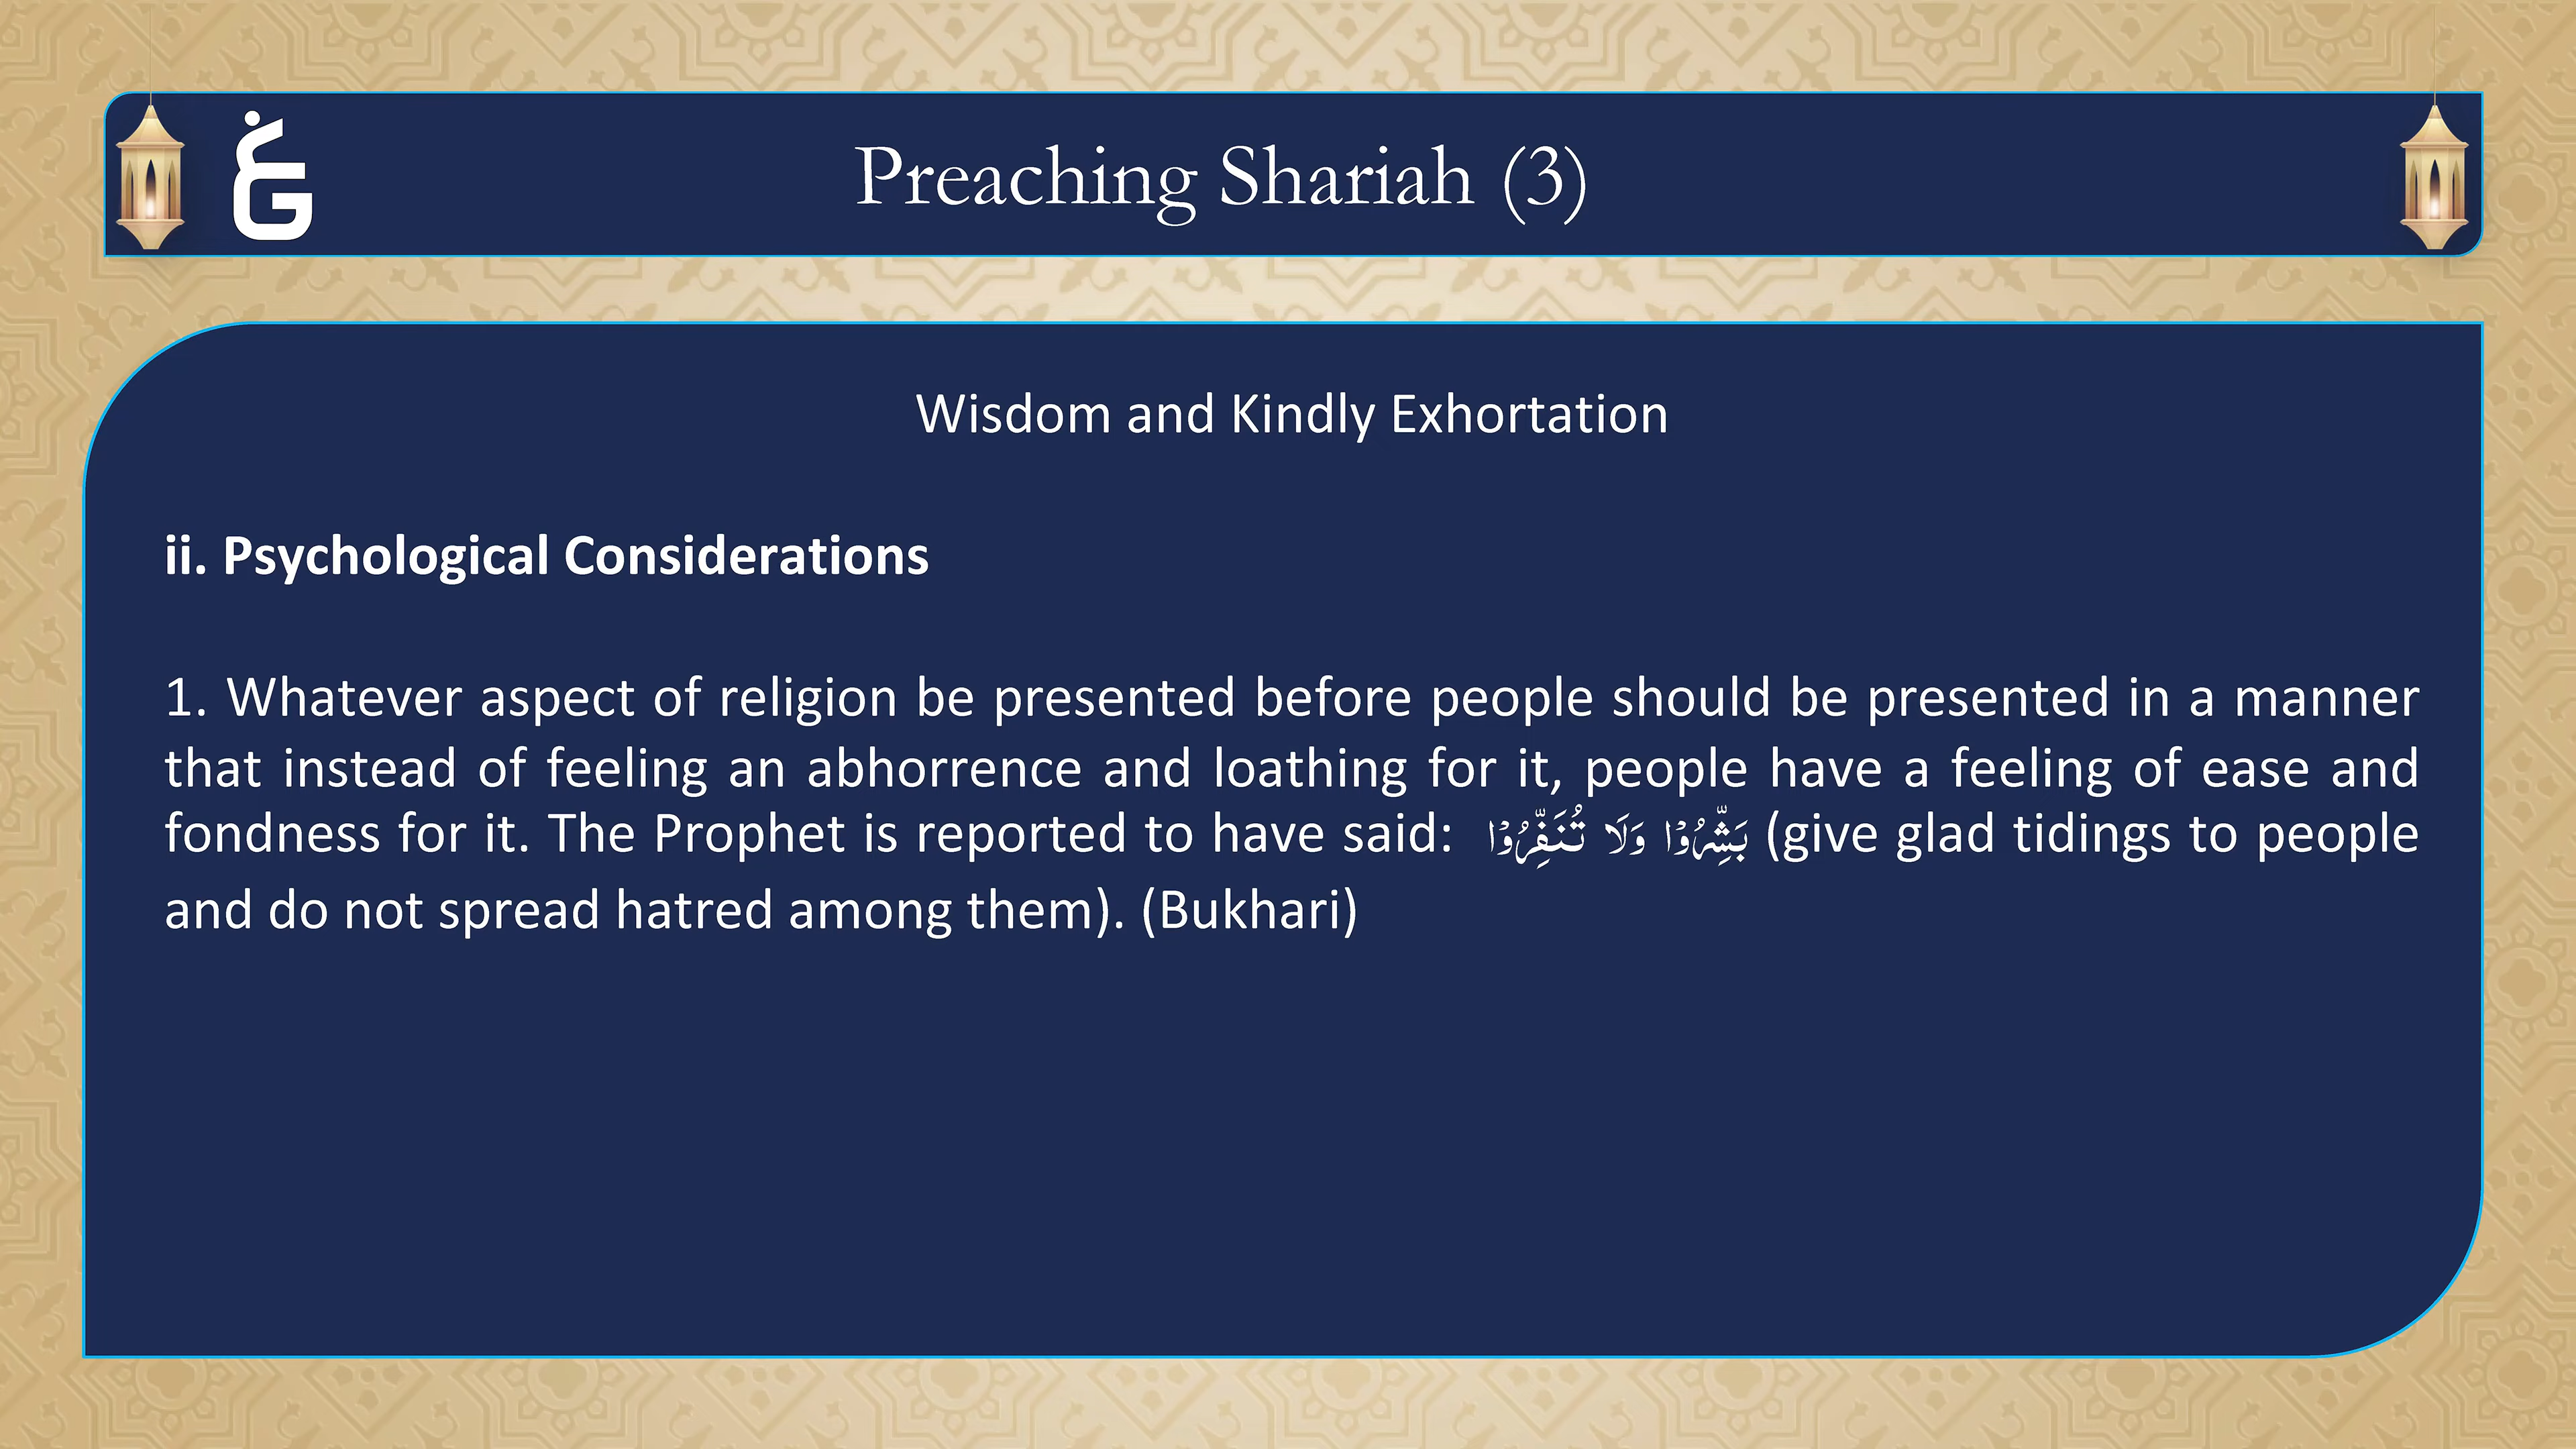 Preaching Shariah (3)
Wisdom and Kindly Exhortation
ii. Psychological Considerations
1. Whatever aspect of religion be presented before people should be presented in a manner
that instead of feeling an abhorrence and loathing for it, people have a feeling of ease and
fondness for it. The Prophet is reported to have said: بَشِّرُوْا وَلَا تُنَفِّرُوْا (give glad tidings to people
and do not spread hatred among them). (Bukhari)